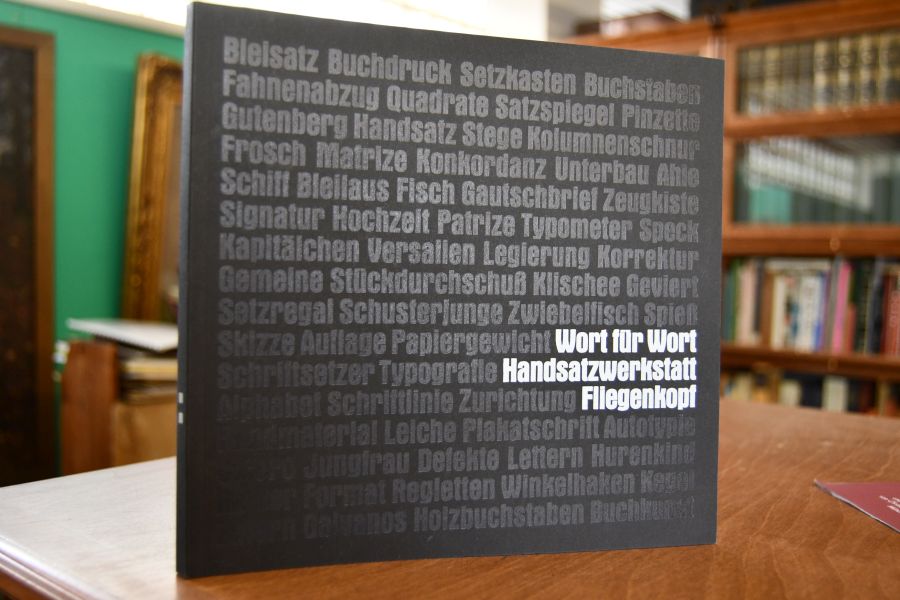 Bleisatz Buchdruck Setzkasten Buchstaben
Fahnenabzug Quadrate Satzspiegel Pinzette
Gutenberg Handsatz Stege Kolumnenschnur
Frosch Matrize Konkordanz Unterbau Ahle
Schiff Bleilaus Fisch Gautschbrief Zeugkiste
Signatur Hochzeit Patrize Typometer Speck
Kapitälchen Versalien Legierung Korrektur
Gemeine Stückdurchschuß Klischee Geviert
Setzregal Schusterjunge Zwiebelfisch Spieß
Skizze Auflage Papiergewicht Wort für Wort
Schriftsetzer Typografie Handsatzwerkstatt
Alphabet Schriftlinie Zurichtung Fliegenkopf
Leiche Plakatschrift Autotypie
Jungfrau Defekte Lettern Hurenkind
Format Regletten Winkelhaken Kegel
Galvanos Holzbuchstaben Buchkunst